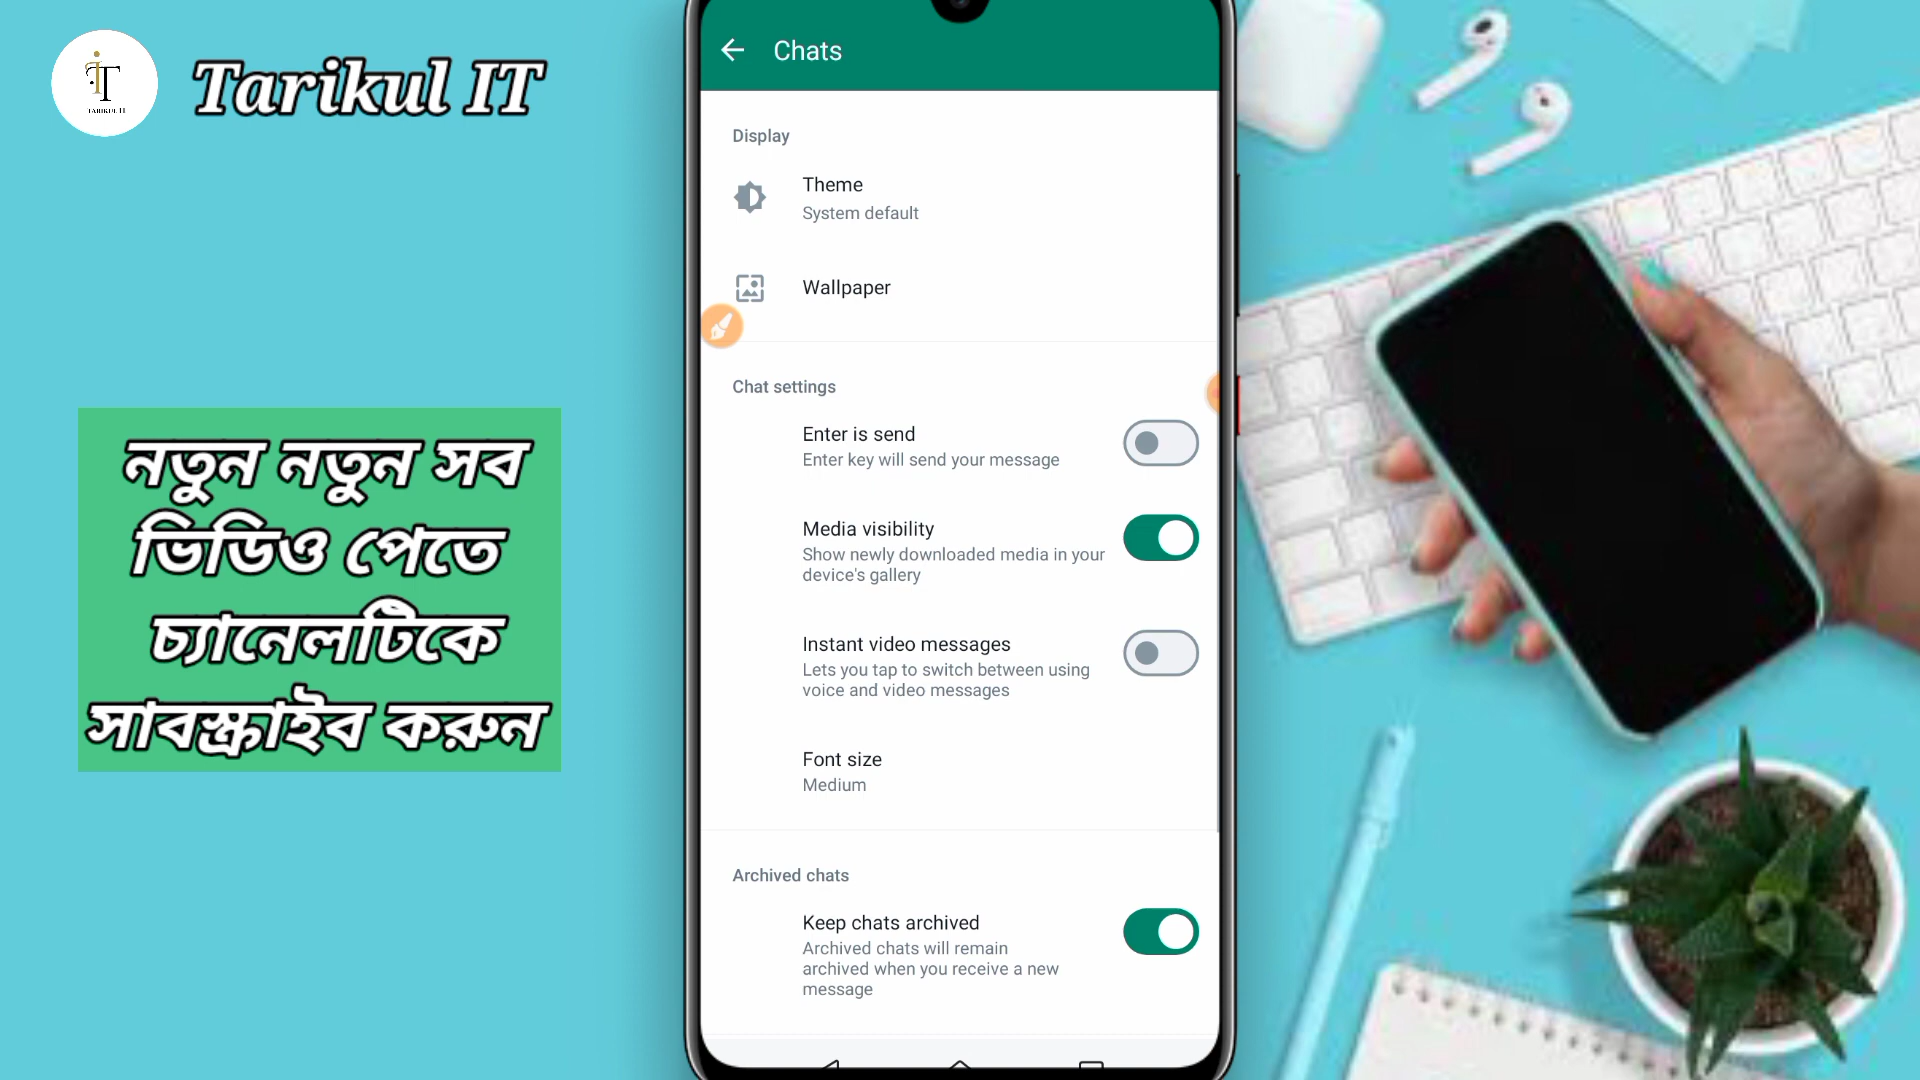 TARIKUL IT
Tarikul IT
নতুন নতুন সব
ভিডিও পেতে
চ্যানেলটিকে
সাবস্ক্রাইব করুন
Chats
Display
Theme
System default
Wallpaper
Chat settings
Enter is send
Enter key will send your message
Media visibility
Show newly downloaded media in your
device's gallery
Instant video messages
Lets you tap to switch between using
voice and video messages
Font size
Medium
Archived chats
Keep chats archived
Archived chats will remain
archived when you receive a new
message